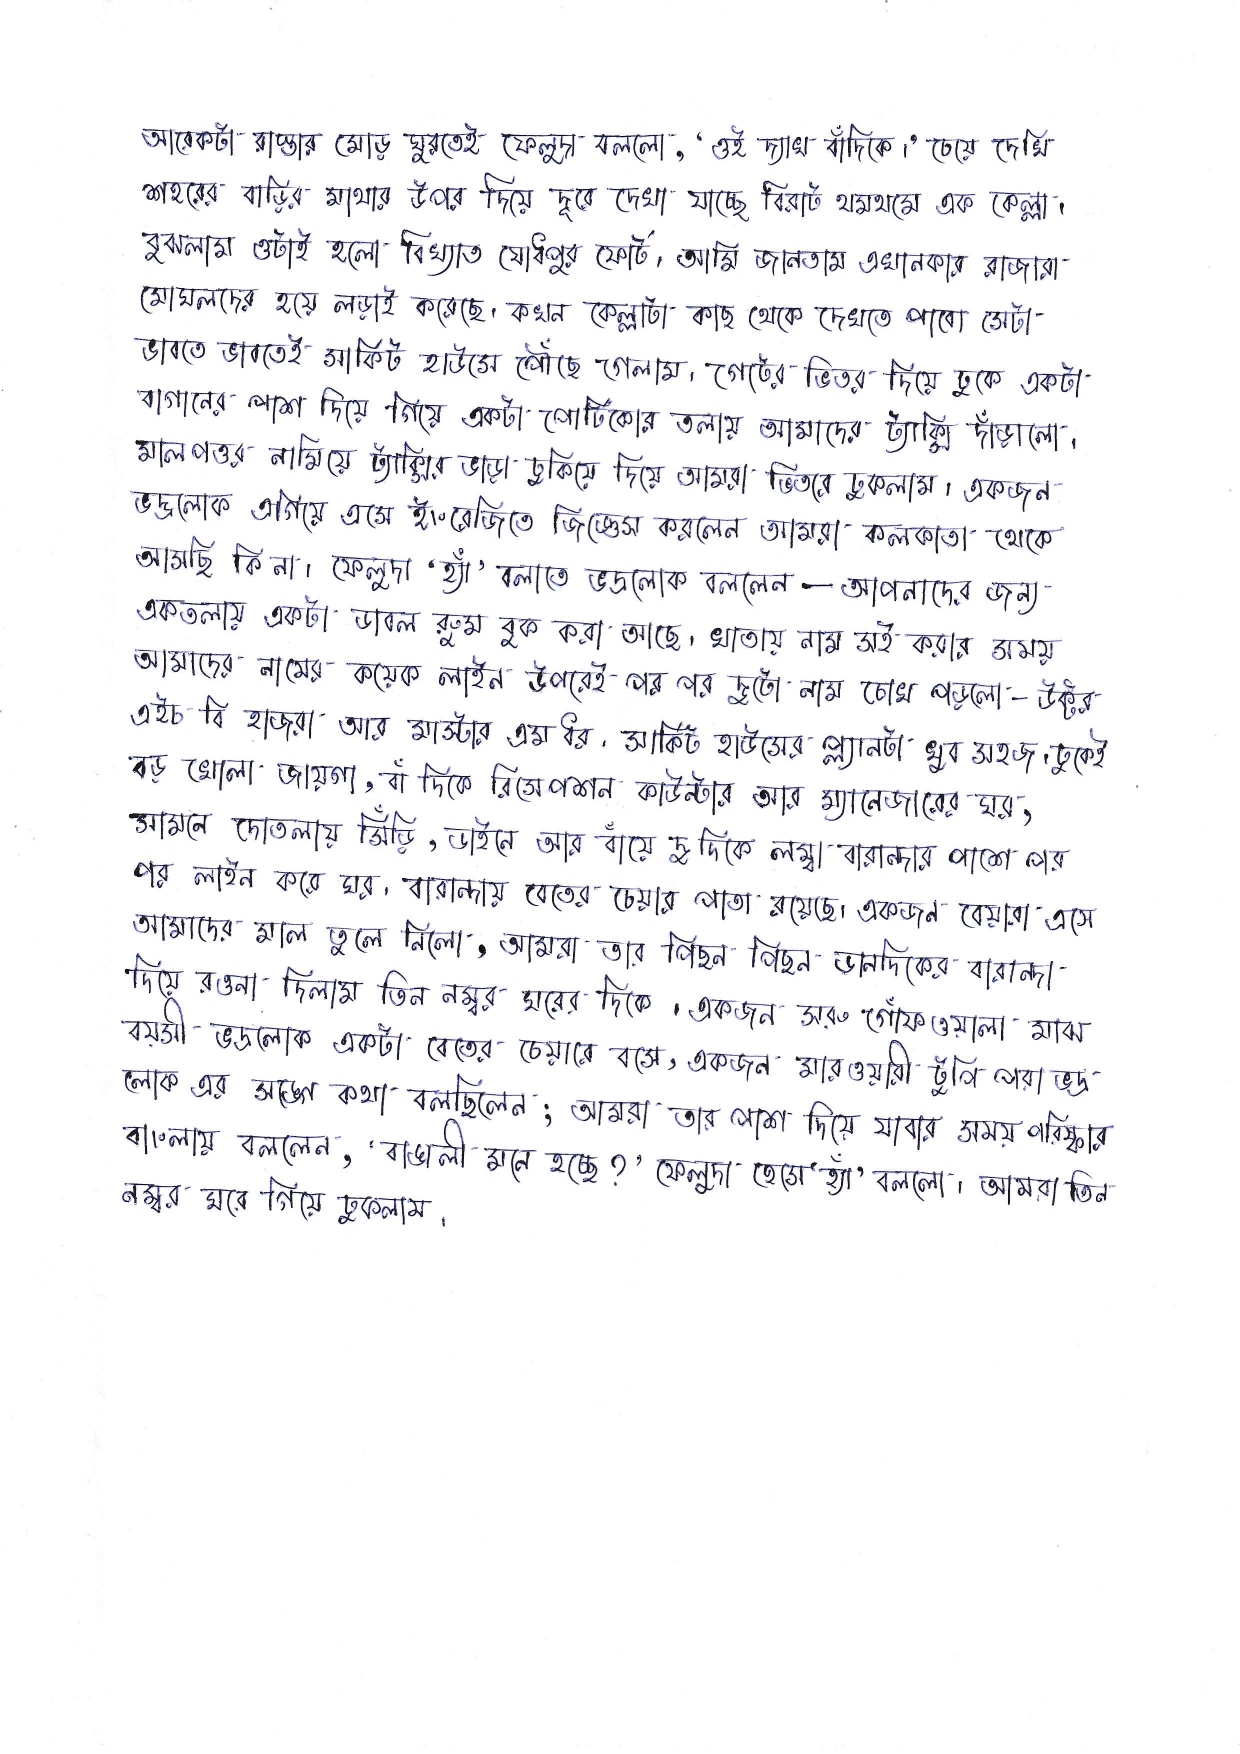 আরেকটা রাস্তার মোড় ঘুরতেই ফেলুদা বললো, ‘ওই দ্যাখ বাঁদিকে।’ চেয়ে দেখি
শহরের বাড়ির মাথার উপর দিয়ে দূরে দেখা যাচ্ছে বিরাট থমথমে এক কেল্লা।
বুঝলাম ওটাই হলো বিখ্যাত যোধপুর ফোর্ট। আমি জানতাম এখানকার রাজারা
মোঘলদের হয়ে লড়াই করেছে। কখন কেল্লাটা কাছ থেকে দেখতে পাবো সেটা
ভাবতে ভাবতেই সার্কিট হাউসে পৌঁছে গেলাম। গেটের ভিতর দিয়ে ঢুকে একটা
বাগানের পাশ দিয়ে গিয়ে একটা পোর্টিকোর তলায় আমাদের ট্যাক্সি দাঁড়ালো।
মালপত্তর নামিয়ে ট্যাক্সির ভাড়া চুকিয়ে দিয়ে আমরা ভিতরে ঢুকলাম। একজন
ভদ্রলোক এগিয়ে এসে ইংরেজিতে জিজ্ঞেস করলেন আমরা কলকাতা থেকে
আসছি কি না। ফেলুদা ‘হ্যাঁ’ বলাতে ভদ্রলোক বললেন — আপনাদের জন্য
একতলায় একটা ডাবল রুম বুক করা আছে। খাতায় নাম সই করার সময়
আমাদের নামের কয়েক লাইন উপরেই পর পর দুটো নাম চোখ পড়লো – ডক্টর
এইচ বি হাজরা আর মাস্টার এম ধর। সার্কিট হাউসের প্ল্যানটা খুব সহজ। ঢুকেই
বড় খোলা জায়গা, বাঁ দিকে রিসেপশন কাউন্টার আর ম্যানেজারের ঘর,
সামনে দোতলায় সিঁড়ি, ডাইনে আর বাঁয়ে দু দিকে লম্বা বারান্দার পাশে পর
পর লাইন করে ঘর। বারান্দায় বেতের চেয়ার পাতা রয়েছে। একজন বেয়ারা এসে
আমাদের মাল তুলে নিলো, আমরা তার পিছন পিছন ডানদিকের বারান্দা
দিয়ে রওনা দিলাম তিন নম্বর ঘরের দিকে। একজন সরু গোঁফওয়ালা মাঝ
বয়সী ভদ্রলোক একটা বেতের চেয়ারে বসে, একজন মারওয়ারী টুপি পরা ভদ্র
লোক এর সঙ্গে কথা বলছিলেন; আমরা তার পাশ দিয়ে যাবার সময় পরিষ্কার
বাংলায় বললেন, ‘বাঙালী মনে হচ্ছে?’ ফেলুদা হেসে ‘হ্যাঁ’ বললো। আমরা তিন
নম্বর ঘরে গিয়ে ঢুকলাম।